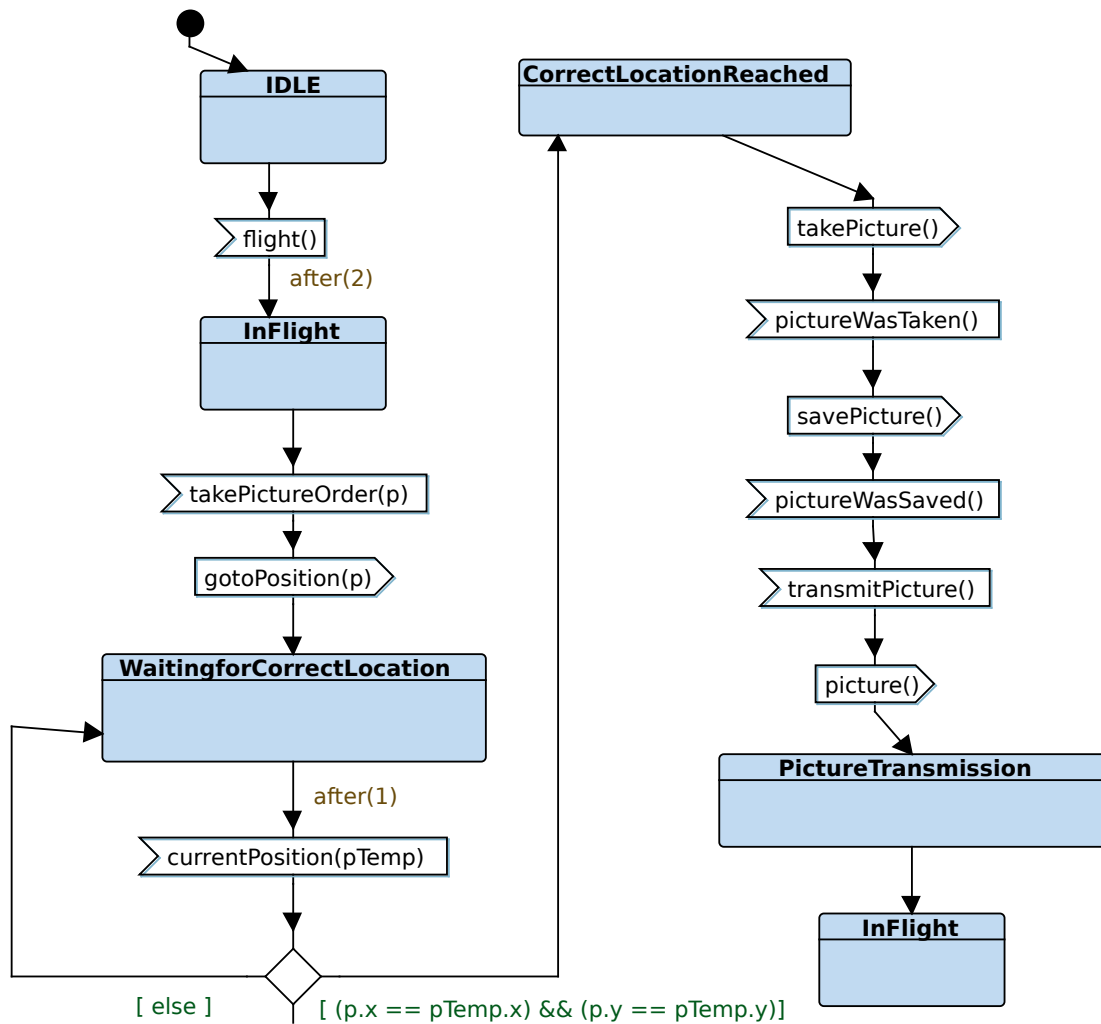 IDLE
flight()
after(2)
InFlight
takePictureOrder(p)
gotoPosition(p)
WaitingforCorrectLocation
after(1)
currentPosition(pTemp)
[ else ]
[ (p.x == pTemp.x) && (p.y == pTemp.y)]
CorrectLocationReached
takePicture()
pictureWasTaken()
savePicture()
pictureWasSaved()
transmitPicture()
picture()
PictureTransmission
InFlight